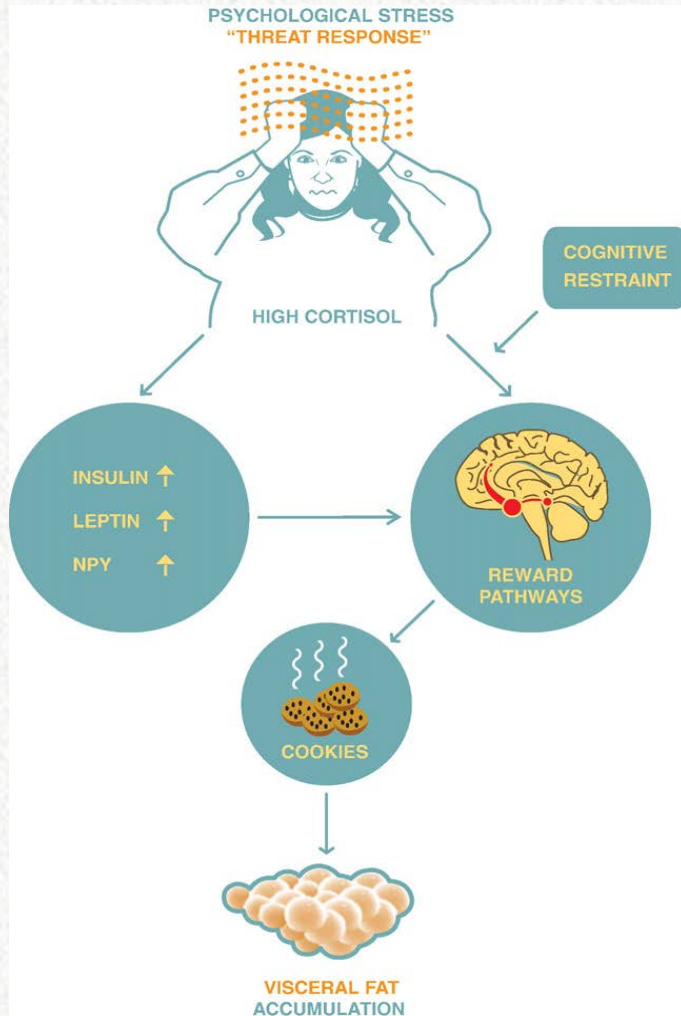 PSYCHOLOGICAL STRESS
“THREAT RESPONSE”
COGNITIVE
RESTRAINT
HIGH CORTISOL
INSULIN ↑
LEPTIN ↑
NPY ↑
REWARD
PATHWAYS
COOKIES
VISCERAL FAT
ACCUMULATION